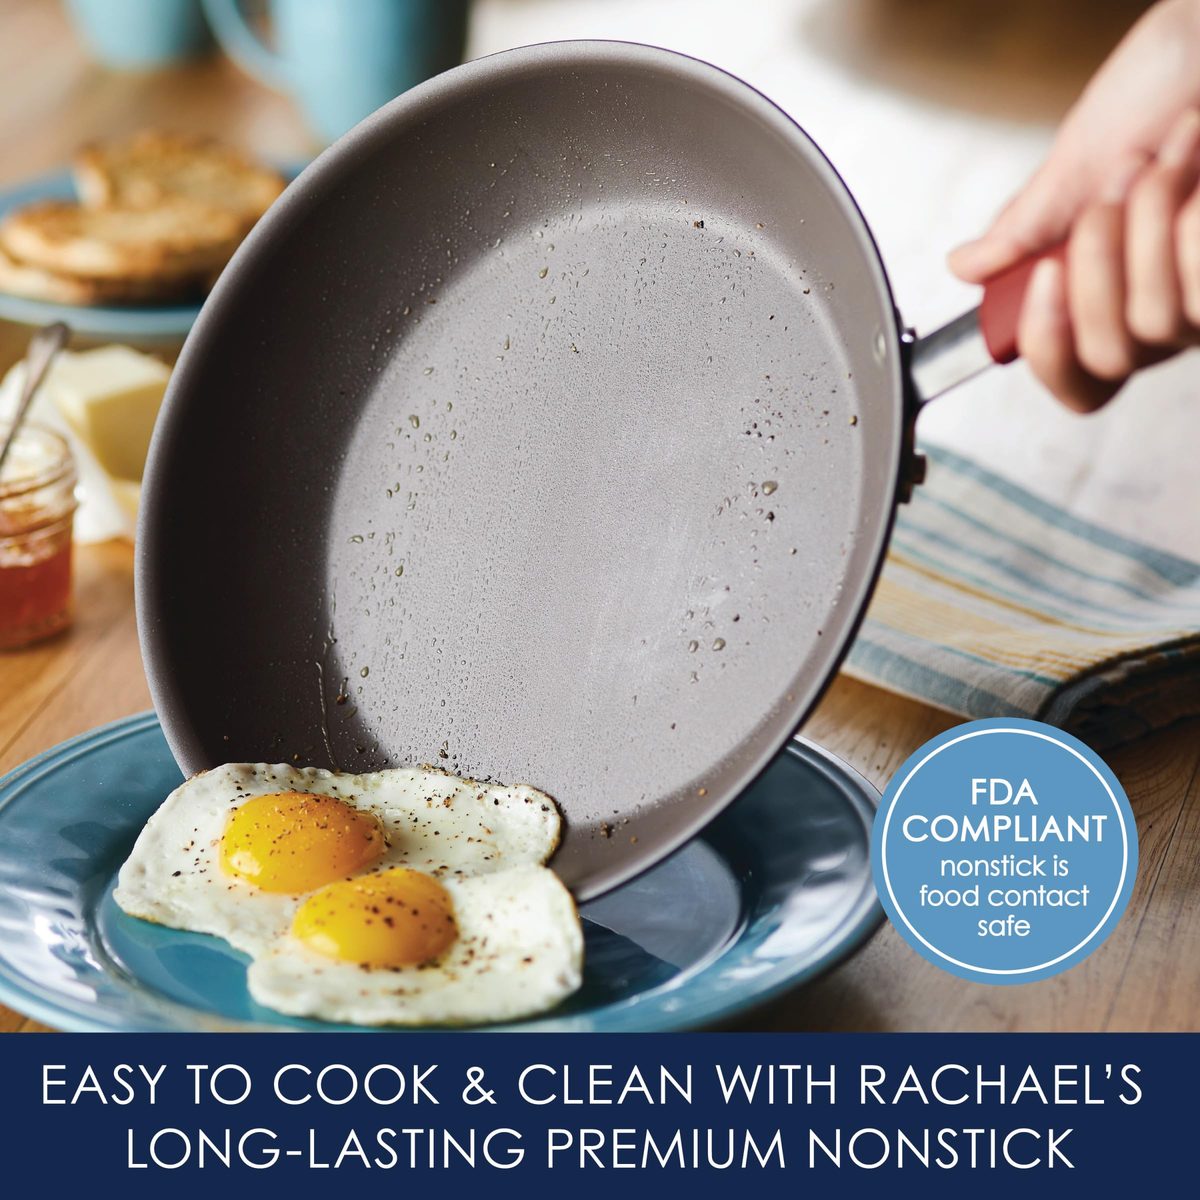 FDA
COMPLIANT
nonstick is
food contact
safe
EASY TO COOK & CLEAN WITH RACHAEL'S
LONG-LASTING PREMIUM NONSTICK